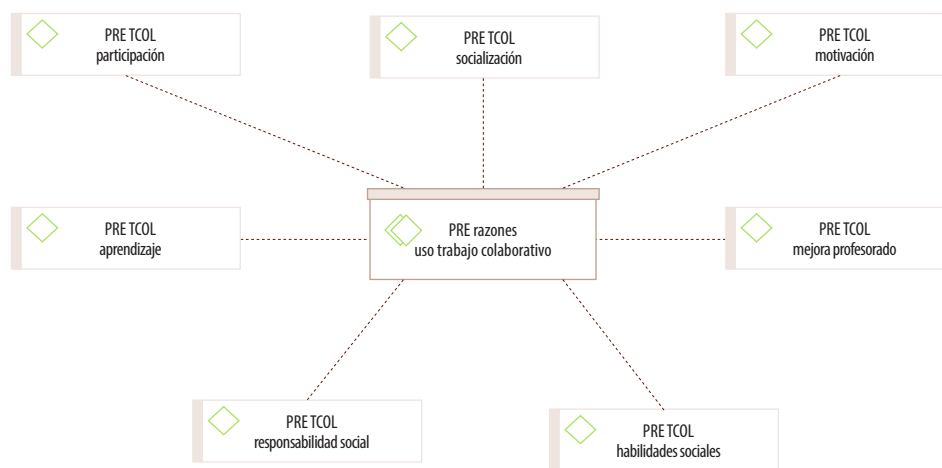 PRE TCOL
participación
PRE TCOL
socialización
PRE TCOL
motivación
PRE TCOL
aprendizaje
PRE razones
uso trabajo colaborativo
PRE TCOL
mejora profesorado
PRE TCOL
responsabilidad social
PRE TCOL
habilidades sociales